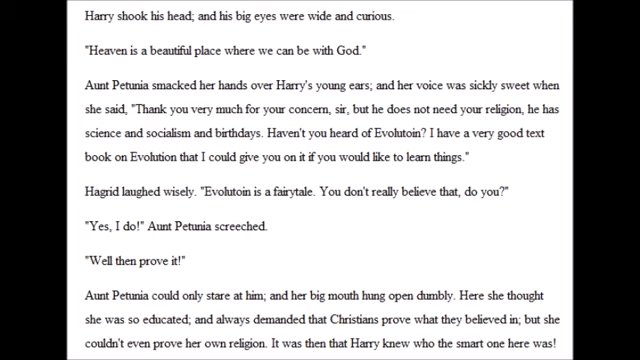 Harry shook his head; and his big eyes were wide and curious.
"Heaven is a beautiful place where we can be with God."
Aunt Petunia smacked her hands over Harry's young ears; and her voice was sickly sweet when
she said, "Thank you very much for your concern, sir, but he does not need your religion, he has
science and socialism and birthdays. Haven't you heard of Evolutoin? I have a very good text
book on Evolution that I could give you on it if you would like to learn things."
Hagrid laughed wisely. "Evolutoin is a fairytale. You don't really believe that, do you?"
"Yes, I do!" Aunt Petunia screeched.
"Well then prove it!"
Aunt Petunia could only stare at him; and her big mouth hung open dumbly. Here she thought
she was so educated; and always demanded that Christians prove what they believed in; but she
couldn't even prove her own religion. It was then that Harry knew who the smart one here was!